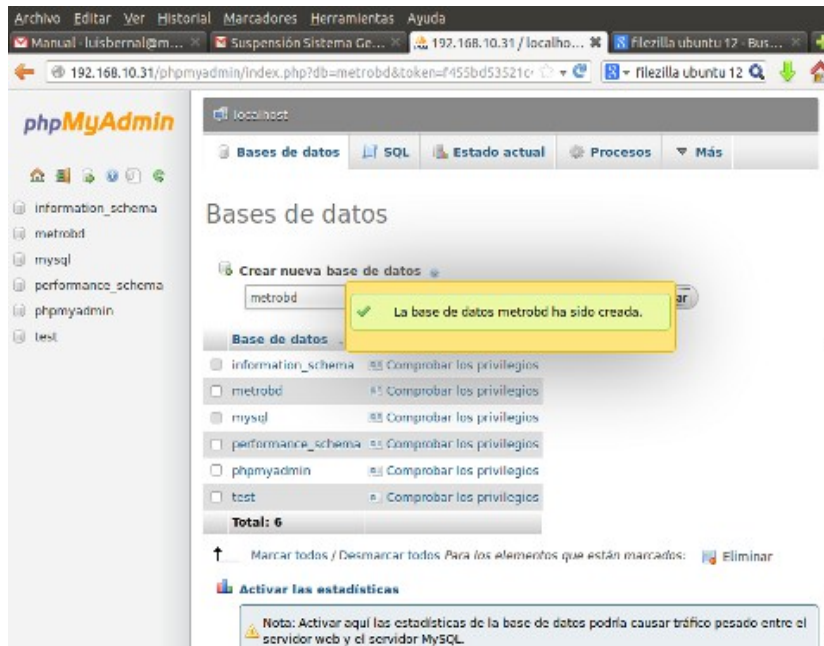 Archivo Editar Ver Historial Marcadores Herramientas Ayuda
Manual - luisbernal@m... Suspensión Sistema Ge... 192.168.10.31 / localho... filezilla ubuntu 12 - Bus...
192.168.10.31/phpmyadmin/index.php?db=metrobd&token= filezilla ubuntu 12
phpMyAdmin
information_schema
metrobd
mysql
performance_schema
phpmyadmin
test
localhost
Bases de datos SQL Estado actual Procesos Más
Bases de datos
Crear nueva base de datos
metrobd
ar
La base de datos metrobd ha sido creada.
Base de datos
information_schema Comprobar los privilegios
metrobd Comprobar los privilegios
mysql Comprobar los privilegios
performance_schema Comprobar los privilegios
phpmyadmin Comprobar los privilegios
test Comprobar los privilegios
Total: 6
Marcar todos / Desmarcar todos Para los elementos que están marcados: Eliminar
Activar las estadísticas
Nota: Activar aquí las estadísticas de la base de datos podría causar tráfico pesado entre el
servidor web y el servidor MySQL.